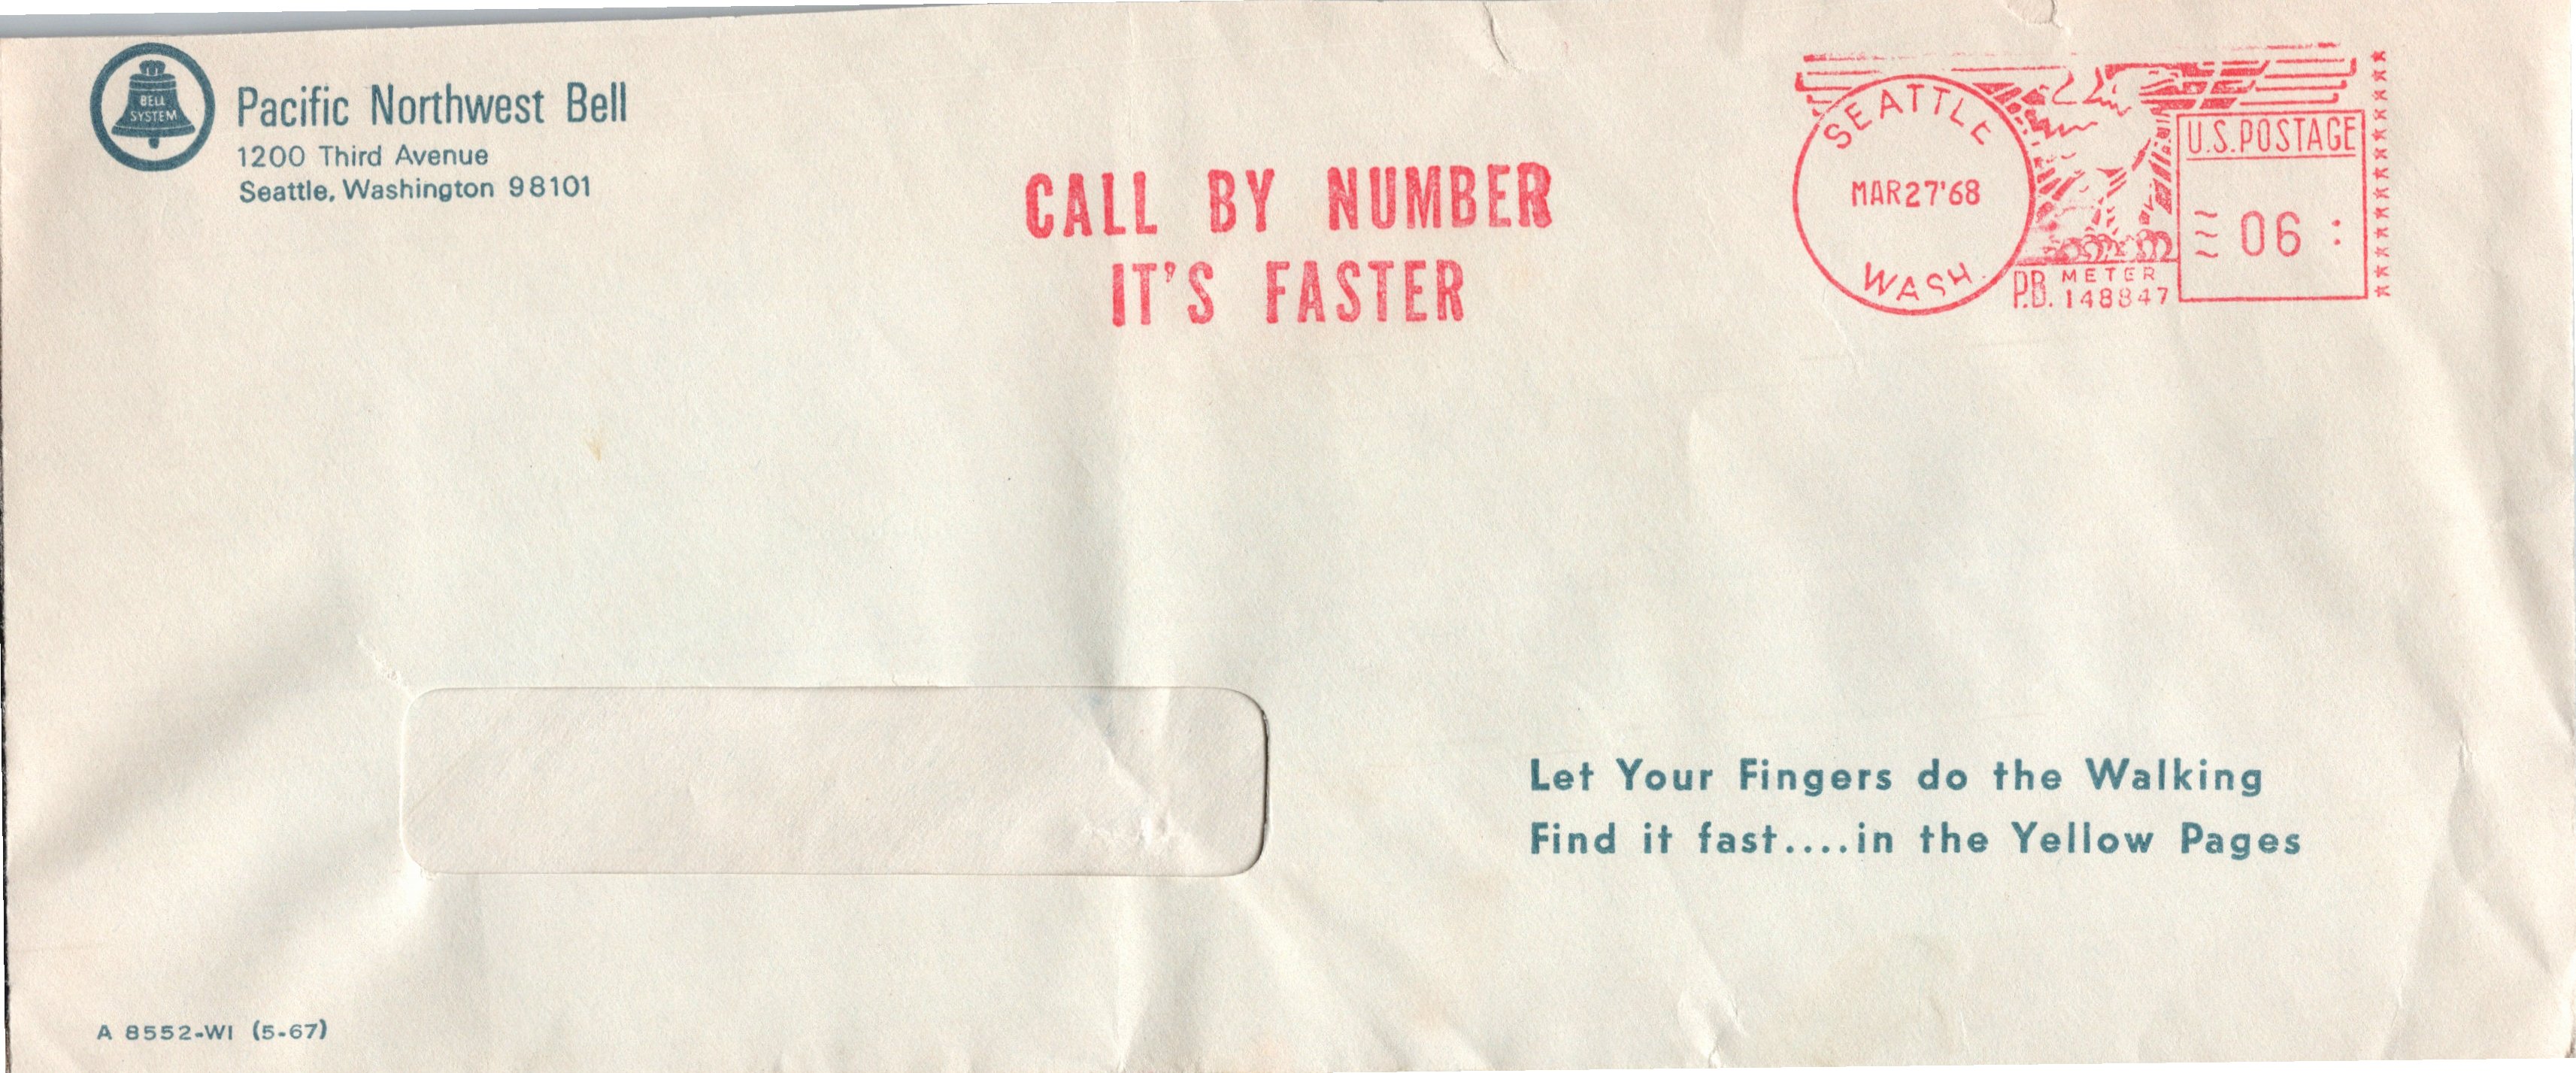 BELL
SYSTEM
Pacific Northwest Bell
1200 Third Avenue
Seattle, Washington 98101
CALL BY NUMBER
IT'S FASTER
SEATTLE
MAR27'68
WASH.
P.B. METER
148847
U.S.POSTAGE
06
Let Your Fingers do the Walking
Find it fast....in the Yellow Pages
A 8552-WI (5-67)